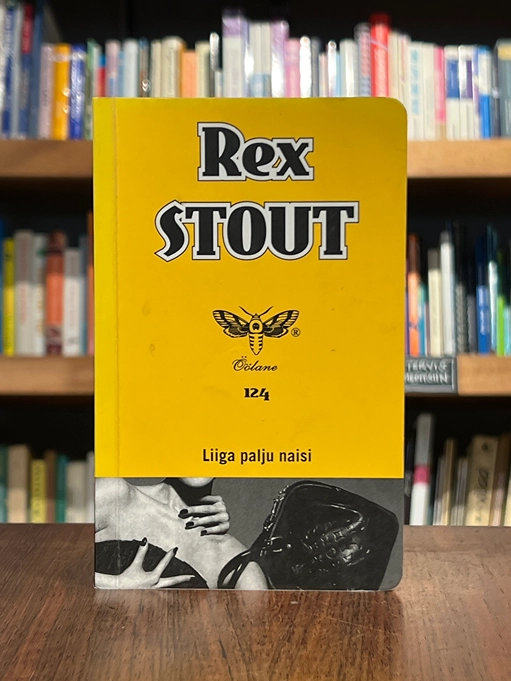 Rex
STOUT
®
Öölane
124
Liiga palju naisi